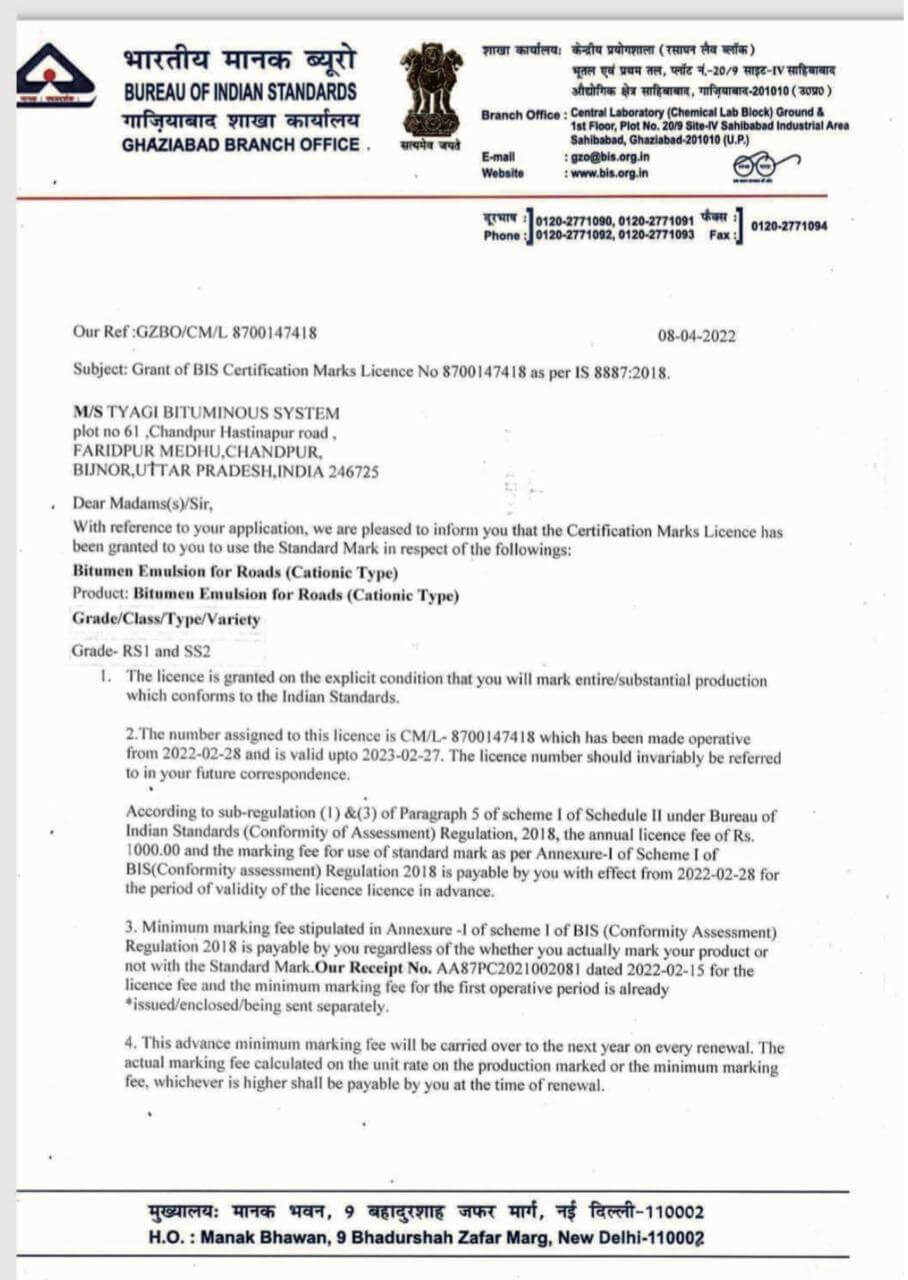 भारतीय मानक ब्यूरो
BUREAU OF INDIAN STANDARDS
गाज़ियाबाद शाखा कार्यालय
GHAZIABAD BRANCH OFFICE .
सत्यमेव जयते
शाखा कार्यालयः केन्द्रीय प्रयोगशाला (रसायन लैव ब्लॉक)
भूतल एवं प्रथम तल, प्लॉट नं.-20/9 साइट-IV साहिबाबाद
औद्योगिक क्षेत्र साहिबाबाद, गाजियाबाद-201010 (उ०प्र०)
Branch Office : Central Laboratory (Chemical Lab Block) Ground &
1st Floor, Plot No. 20/9 Site-IV Sahibabad Industrial Area
Sahibabad, Ghaziabad-201010 (U.P.)
E-mail : gzo@bis.org.in
Website : www.bis.org.in
दूरभाष : 0120-2771090, 0120-2771091 फैक्स :
Phone : 0120-2771092, 0120-2771093 Fax : 0120-2771094
Our Ref :GZBO/CM/L 8700147418 08-04-2022
Subject: Grant of BIS Certification Marks Licence No 8700147418 as per IS 8887:2018.
M/S TYAGI BITUMINOUS SYSTEM
plot no 61 ,Chandpur Hastinapur road ,
FARIDPUR MEDHU,CHANDPUR,
BIJNOR,UTTAR PRADESH,INDIA 246725
Dear Madams(s)/Sir,
With reference to your application, we are pleased to inform you that the Certification Marks Licence has
been granted to you to use the Standard Mark in respect of the followings:
Bitumen Emulsion for Roads (Cationic Type)
Product: Bitumen Emulsion for Roads (Cationic Type)
Grade/Class/Type/Variety
Grade- RS1 and SS2
1. The licence is granted on the explicit condition that you will mark entire/substantial production
which conforms to the Indian Standards.
2.The number assigned to this licence is CM/L- 8700147418 which has been made operative
from 2022-02-28 and is valid upto 2023-02-27. The licence number should invariably be referred
to in your future correspondence.
According to sub-regulation (1) &(3) of Paragraph 5 of scheme I of Schedule II under Bureau of
Indian Standards (Conformity of Assessment) Regulation, 2018, the annual licence fee of Rs.
1000.00 and the marking fee for use of standard mark as per Annexure-I of Scheme I of
BIS(Conformity assessment) Regulation 2018 is payable by you with effect from 2022-02-28 for
the period of validity of the licence licence in advance.
3. Minimum marking fee stipulated in Annexure -I of scheme I of BIS (Conformity Assessment)
Regulation 2018 is payable by you regardless of the whether you actually mark your product or
not with the Standard Mark.Our Receipt No. AA87PC2021002081 dated 2022-02-15 for the
licence fee and the minimum marking fee for the first operative period is already
*issued/enclosed/being sent separately.
4. This advance minimum marking fee will be carried over to the next year on every renewal. The
actual marking fee calculated on the unit rate on the production marked or the minimum marking
fee, whichever is higher shall be payable by you at the time of renewal.
मुख्यालयः मानक भवन, 9 बहादुरशाह जफर मार्ग, नई दिल्ली-110002
H.O. : Manak Bhawan, 9 Bhadurshah Zafar Marg, New Delhi-110002